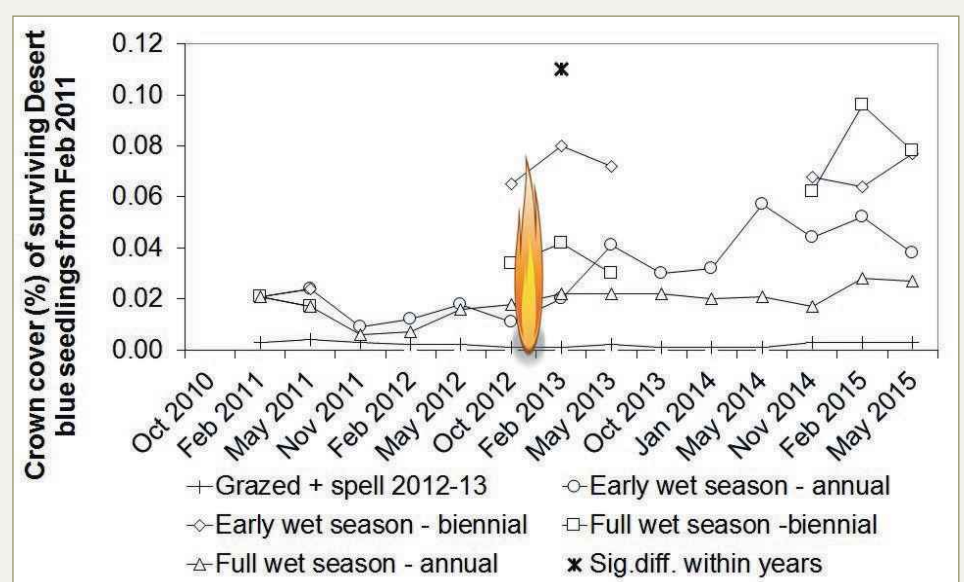 Crown cover (%) of surviving Desert
blue seedlings from Feb 2011
0.12
0.10
0.08
0.06
0.04
0.02
0.00
Oct 2010
Feb 2011
May 2011
Nov 2011
Feb 2012
May 2012
Oct 2012
Feb 2013
May 2013
Oct 2013
Jan 2014
May 2014
Nov 2014
Feb 2015
May 2015
Grazed + spell 2012-13
Early wet season - annual
Early wet season - biennial
Full wet season -biennial
Full wet season - annual
Sig.diff. within years